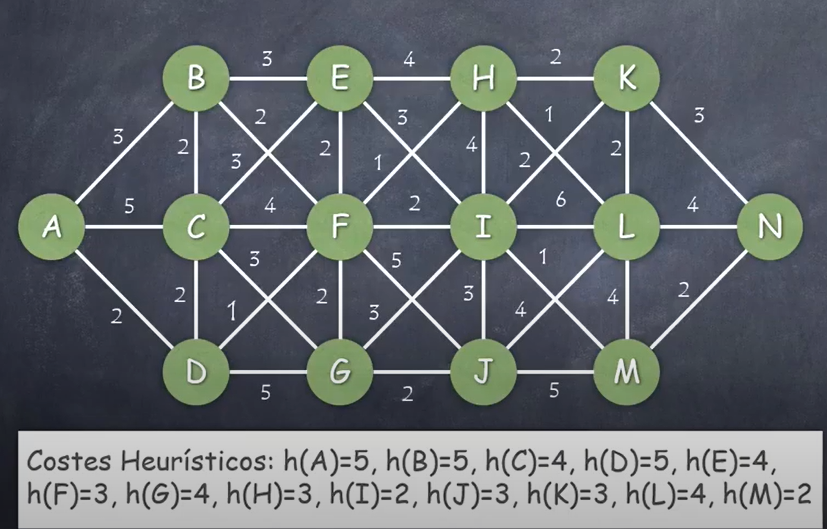 3 4 2
B E H K
2 3 1 3
3 2 3 2 1 4 2 2
5 4 2 6 4
A C F I L N
3 5 1
2 2 1 2 3 3 4 4 2
D G J M
5 2 5
Costes Heurísticos: h(A)=5, h(B)=5, h(C)=4, h(D)=5, h(E)=4,
h(F)=3, h(G)=4, h(H)=3, h(I)=2, h(J)=3, h(K)=3, h(L)=4, h(M)=2